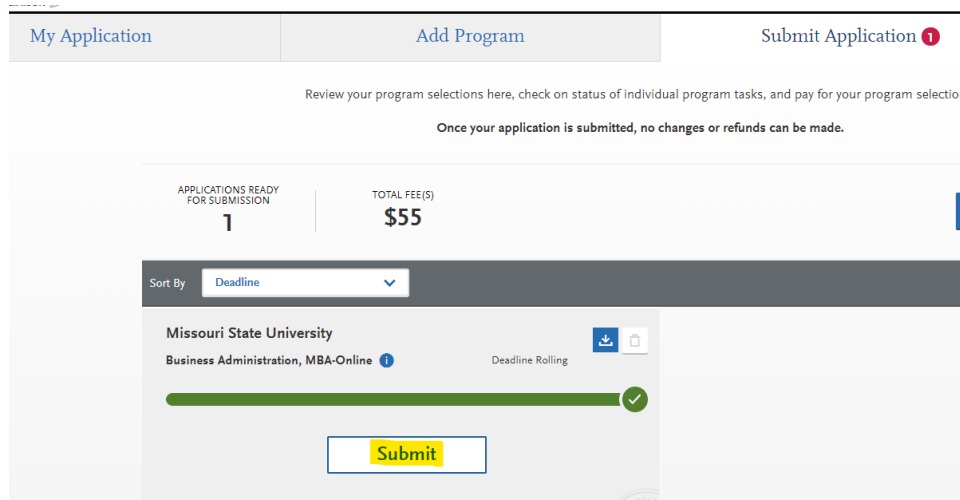 My Application
Add Program
Submit Application 1
Review your program selections here, check on status of individual program tasks, and pay for your program
Once your application is submitted, no changes or refunds can be made.
APPLICATIONS READY
FOR SUBMISSION
1
TOTAL FEE(S)
$55
Sort By
Deadline
Missouri State University
Business Administration, MBA-Online
Deadline Rolling
Submit